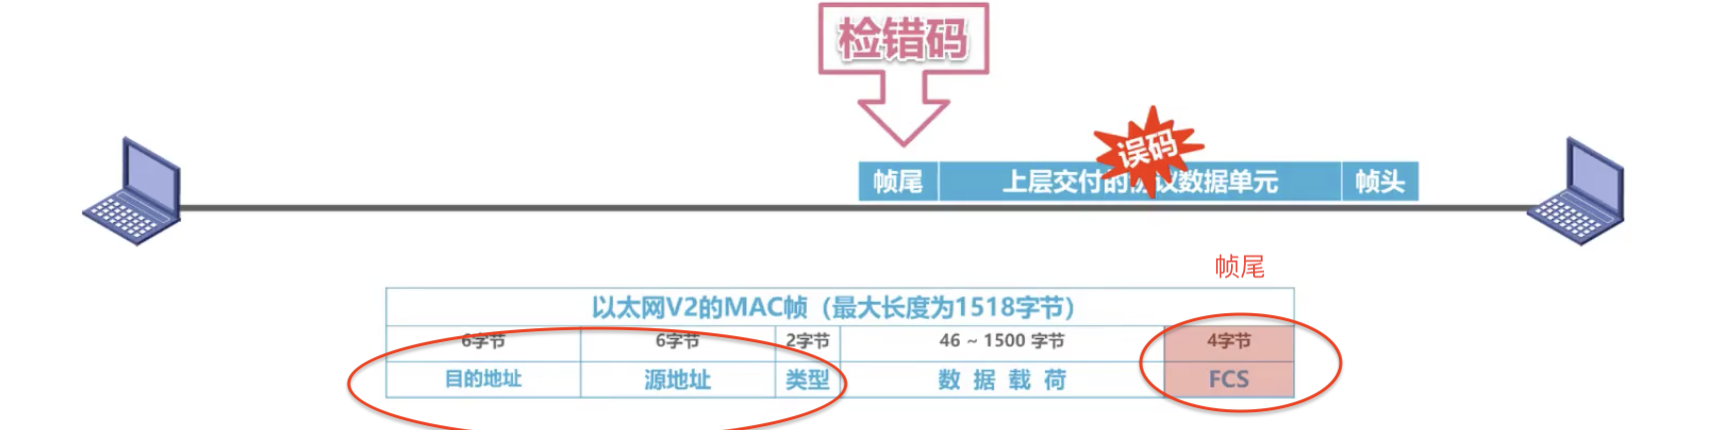 检错码
误码
帧尾 上层交付的协议数据单元 帧头
帧尾
以太网V2的MAC帧（最大长度为1518字节）
6字节 6字节 2字节 46 ~ 1500 字节 4字节
目的地址 源地址 类型 数 据 载 荷 FCS